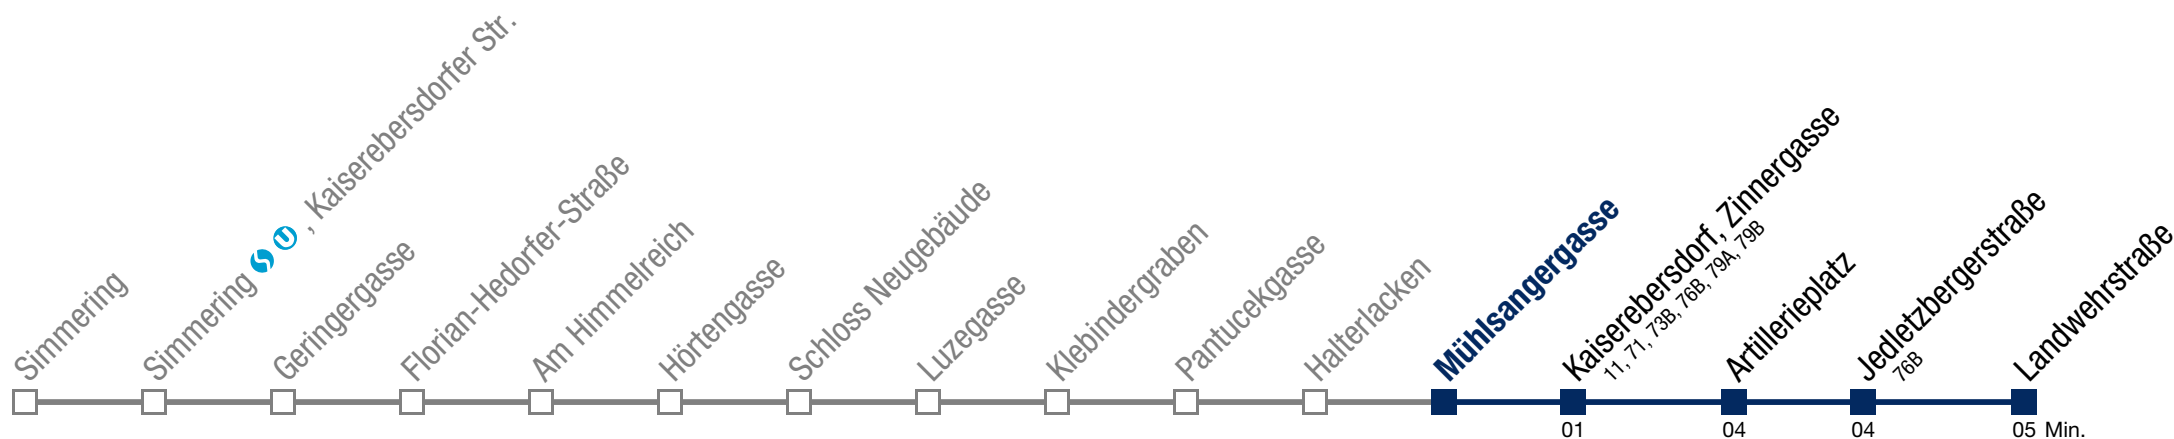 Simmering
Simmering S U , Kaiserebersdorfer Str.
Geringergasse
Florian-Hedorfer-Straße
Am Himmelreich
Hörtengasse
Schloss Neugebäude
Luzegasse
Klebindergraben
Pantucekgasse
Halterlacken
Mühlsangergasse
Kaiserebersdorf, Zinnergasse
11, 71, 73B, 76B, 79A, 79B
Artillerieplatz
Jedletzbergerstraße
76B
Landwehrstraße
01 04 04 05 Min.